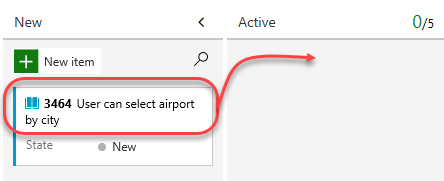 New
Active
0/5
New item
3464 User can select airport
by city
State
New